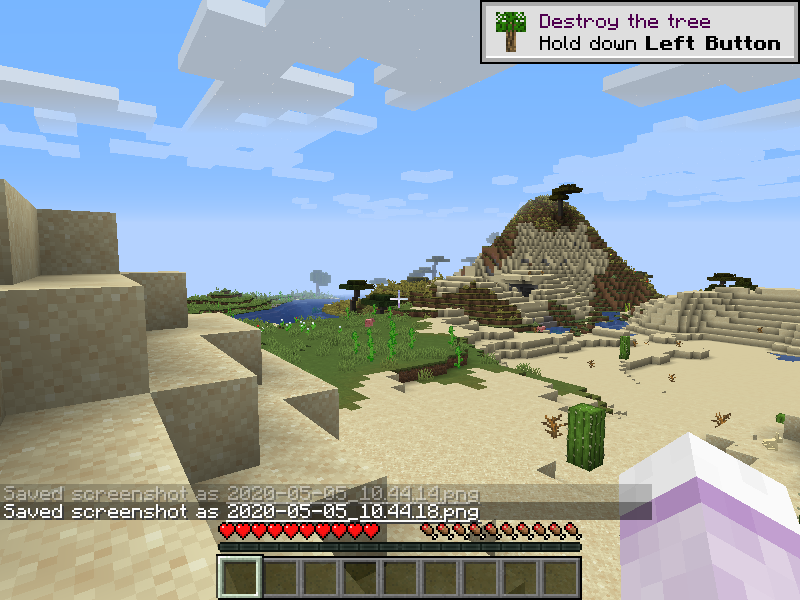 Destroy the tree
Hold down Left Button
Saved screenshot as 2020-05-05_10.44.14.png
Saved screenshot as 2020-05-05_10.44.18.png